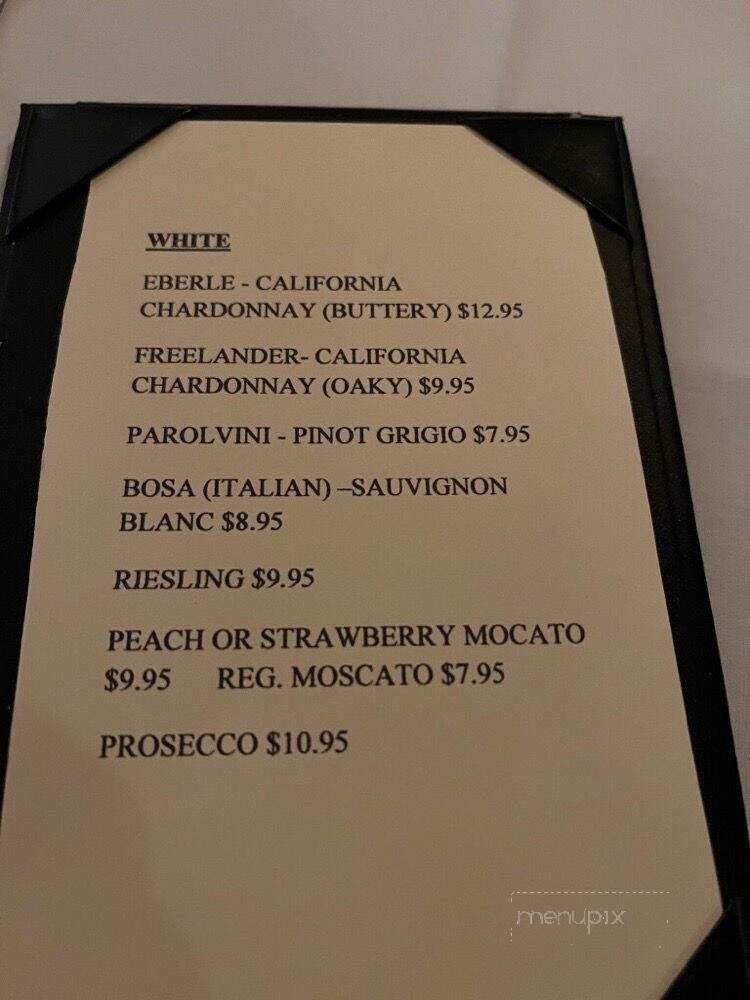 WHITE
EBERLE - CALIFORNIA
CHARDONNAY (BUTTERY) $12.95
FREELANDER- CALIFORNIA
CHARDONNAY (OAKY) $9.95
PAROLVINI - PINOT GRIGIO $7.95
BOSA (ITALIAN) –SAUVIGNON
BLANC $8.95
RIESLING $9.95
PEACH OR STRAWBERRY MOCATO
$9.95 REG. MOSCATO $7.95
PROSECCO $10.95
menupix